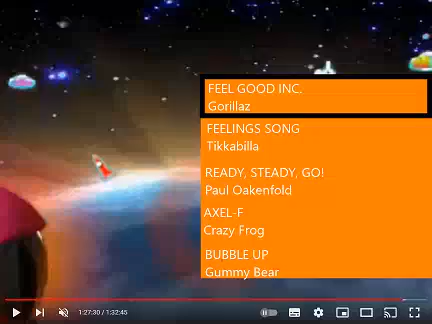 FEEL GOOD INC.
Gorillaz
FEELINGS SONG
Tikkabilla
READY, STEADY, GO!
Paul Oakenfold
AXEL-F
Crazy Frog
BUBBLE UP
Gummy Bear
1:27:30 / 1:32:45